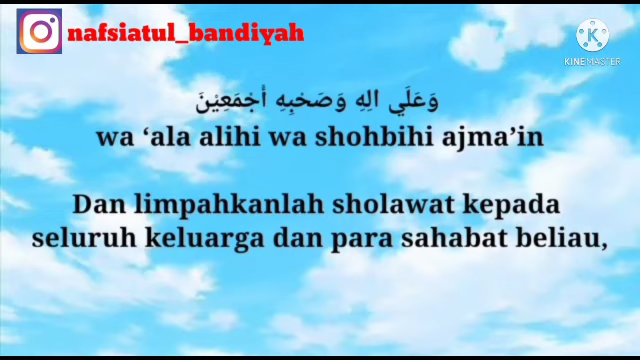 nafsiatul_bandiyah
KINEMASTER
وَعَلَي الِهِ وَصَحْبِهِ أَجْمَعِيْنَ
wa ‘ala alihi wa shohbihi ajma’in
Dan limpahkanlah sholawat kepada
seluruh keluarga dan para sahabat beliau,